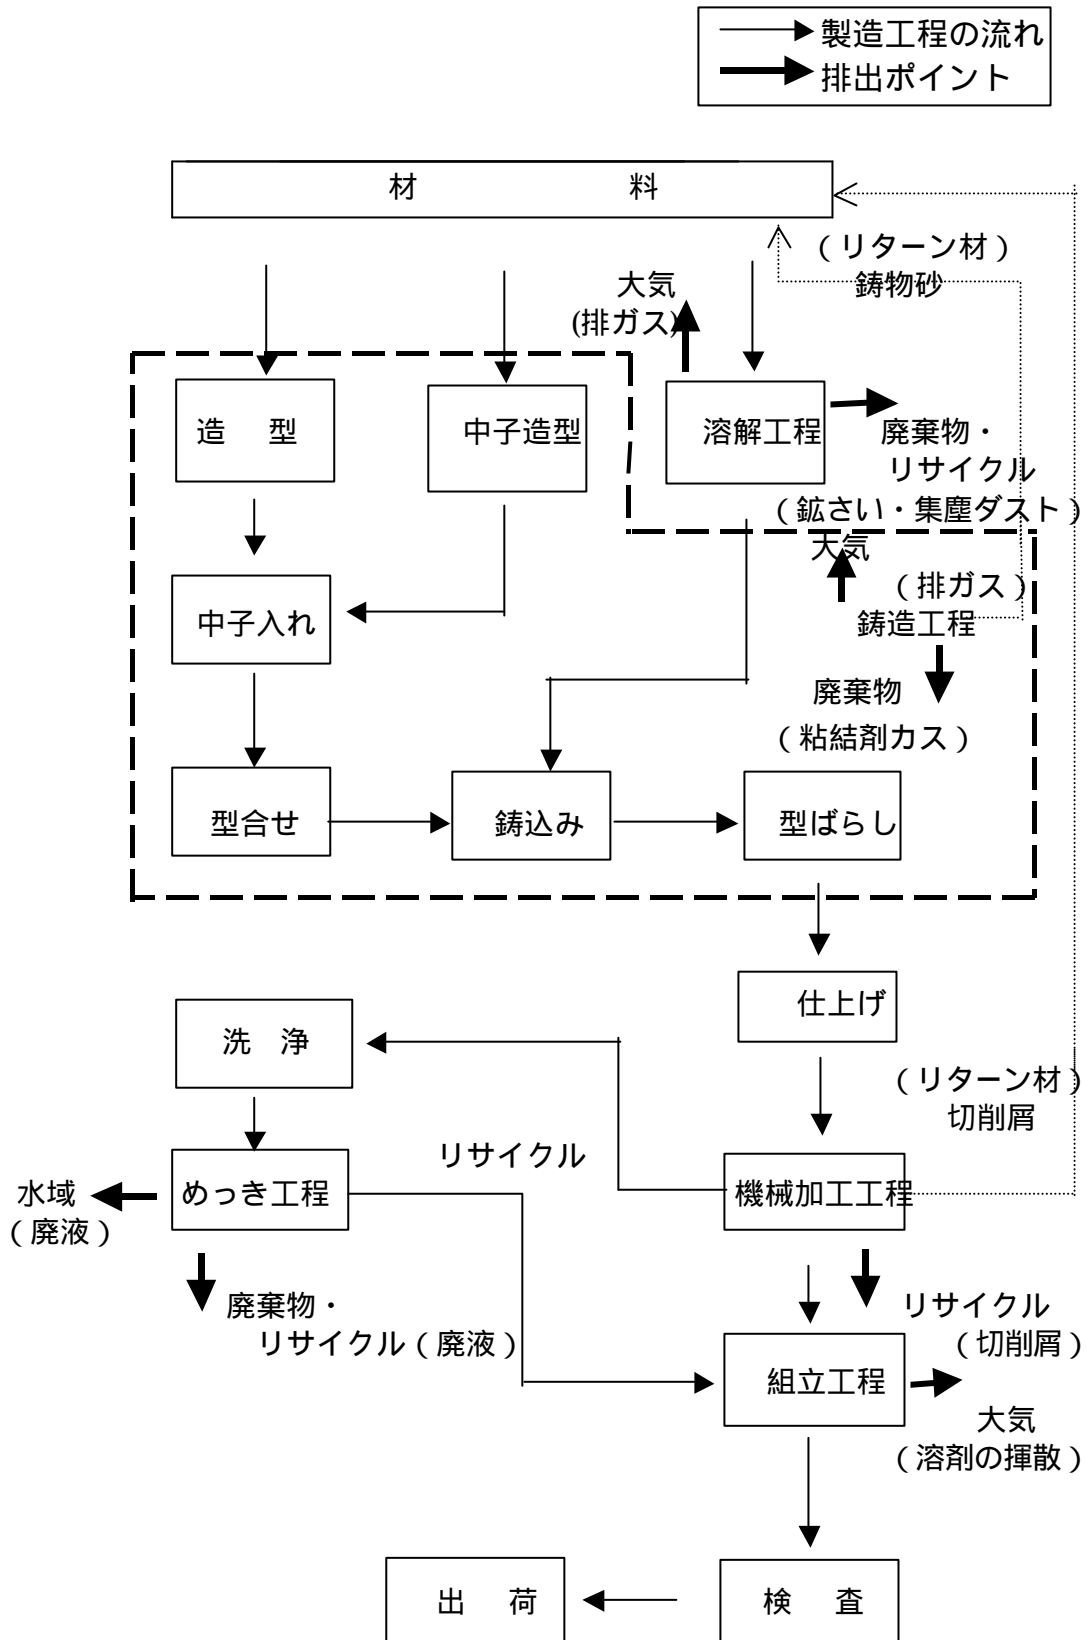 製造工程の流れ
排出ポイント
材　料
（リターン材）
鋳物砂
大気
(排ガス)
造　型
中子造型
溶解工程
廃棄物・
リサイクル
（鉱さい・集塵ダスト）
大気
（排ガス）
鋳造工程
中子入れ
廃棄物
（粘結剤カス）
型合せ
鋳込み
型ばらし
仕上げ
洗　浄
（リターン材）
切削屑
リサイクル
水域
（廃液）
めっき工程
機械加工工程
廃棄物・
リサイクル（廃液）
リサイクル
（切削屑）
組立工程
大気
（溶剤の揮散）
出　荷
検　査